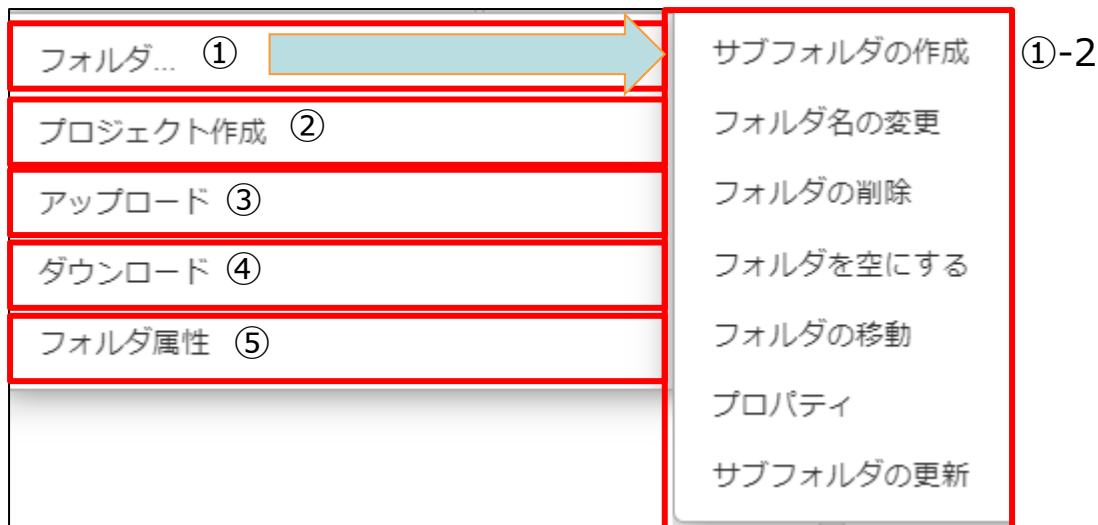 フォルダ... ①
プロジェクト作成 ②
アップロード ③
ダウンロード ④
フォルダ属性 ⑤
サブフォルダの作成
フォルダ名の変更
フォルダの削除
フォルダを空にする
フォルダの移動
プロパティ
サブフォルダの更新
①-2